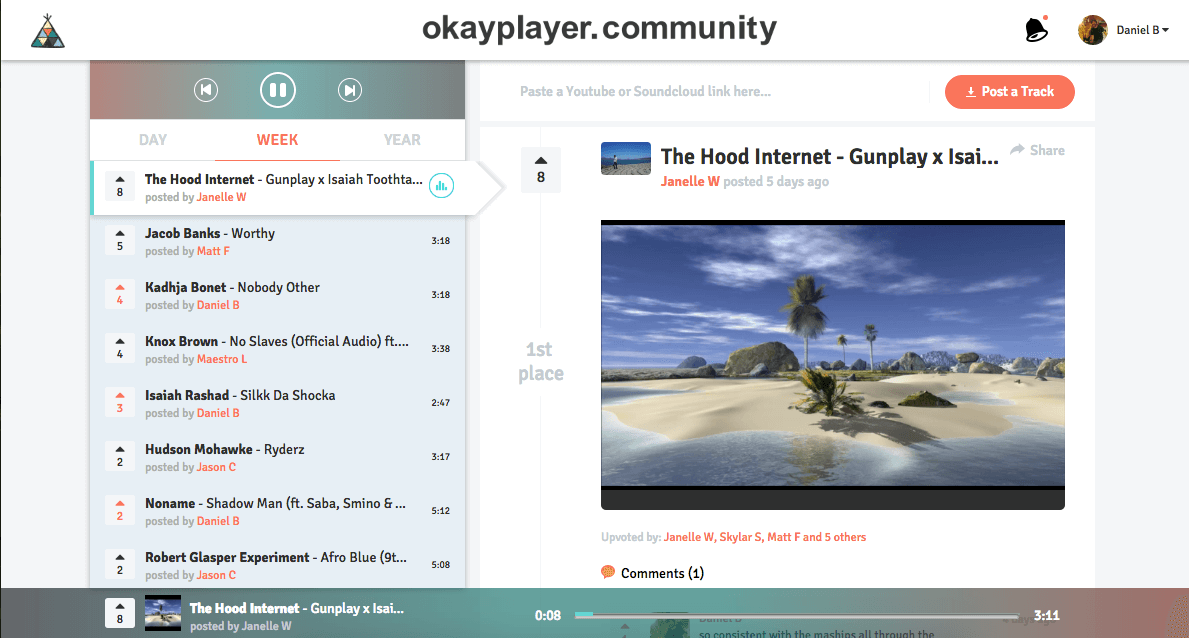 okayplayer.community
Daniel B
DAY WEEK YEAR
8
The Hood Internet - Gunplay x Isaiah Toothta...
posted by Janelle W
5
Jacob Banks - Worthy
posted by Matt F
3:18
4
Kadhja Bonet - Nobody Other
posted by Daniel B
3:18
4
Knox Brown - No Slaves (Official Audio) ft....
posted by Maestro L
3:38
3
Isaiah Rashad - Silkk Da Shocka
posted by Daniel B
2:47
2
Hudson Mohawke - Ryderz
posted by Jason C
3:17
2
Noname - Shadow Man (ft. Saba, Smino & ...
posted by Daniel B
5:12
2
Robert Glasper Experiment - Afro Blue (9t...
posted by Jason C
5:08
Paste a Youtube or Soundcloud link here...
Post a Track
8
The Hood Internet - Gunplay x Isai...
Share
Janelle W posted 5 days ago
1st
place
Upvoted by: Janelle W, Skylar S, Matt F and 5 others
Comments (1)
8
The Hood Internet - Gunplay x Isai...
posted by Janelle W
0:08
3:11
Daniel S
so consistent with the mashups all through the